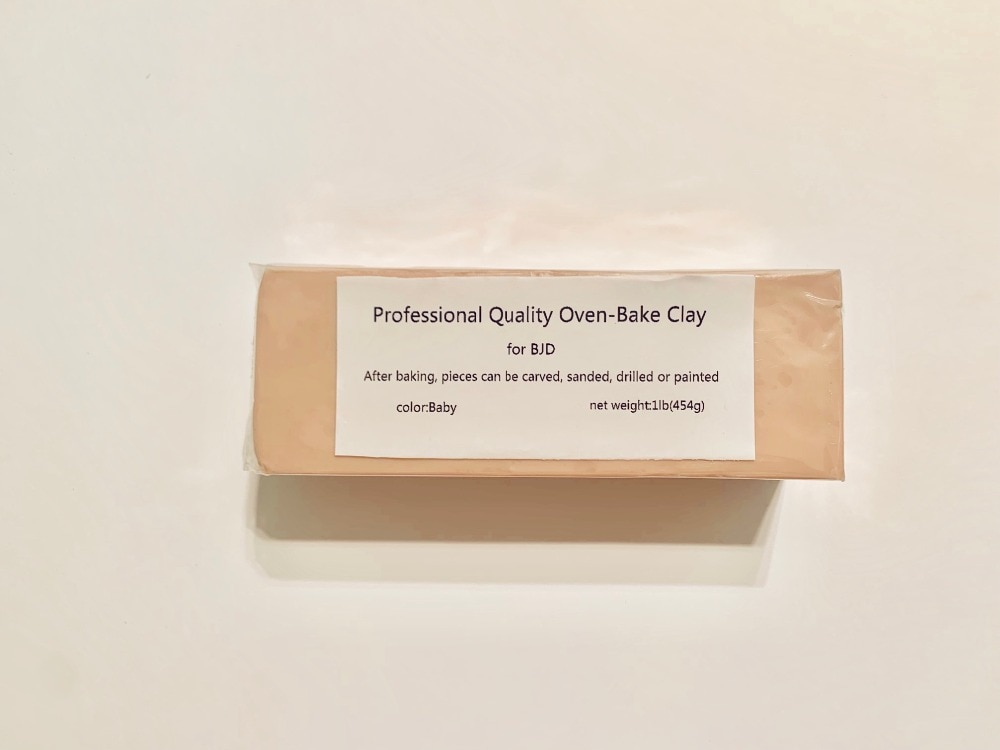 Professional Quality Oven-Bake Clay
for BJD
After baking, pieces can be carved, sanded, drilled or painted
color:Baby net weight:1lb(454g)